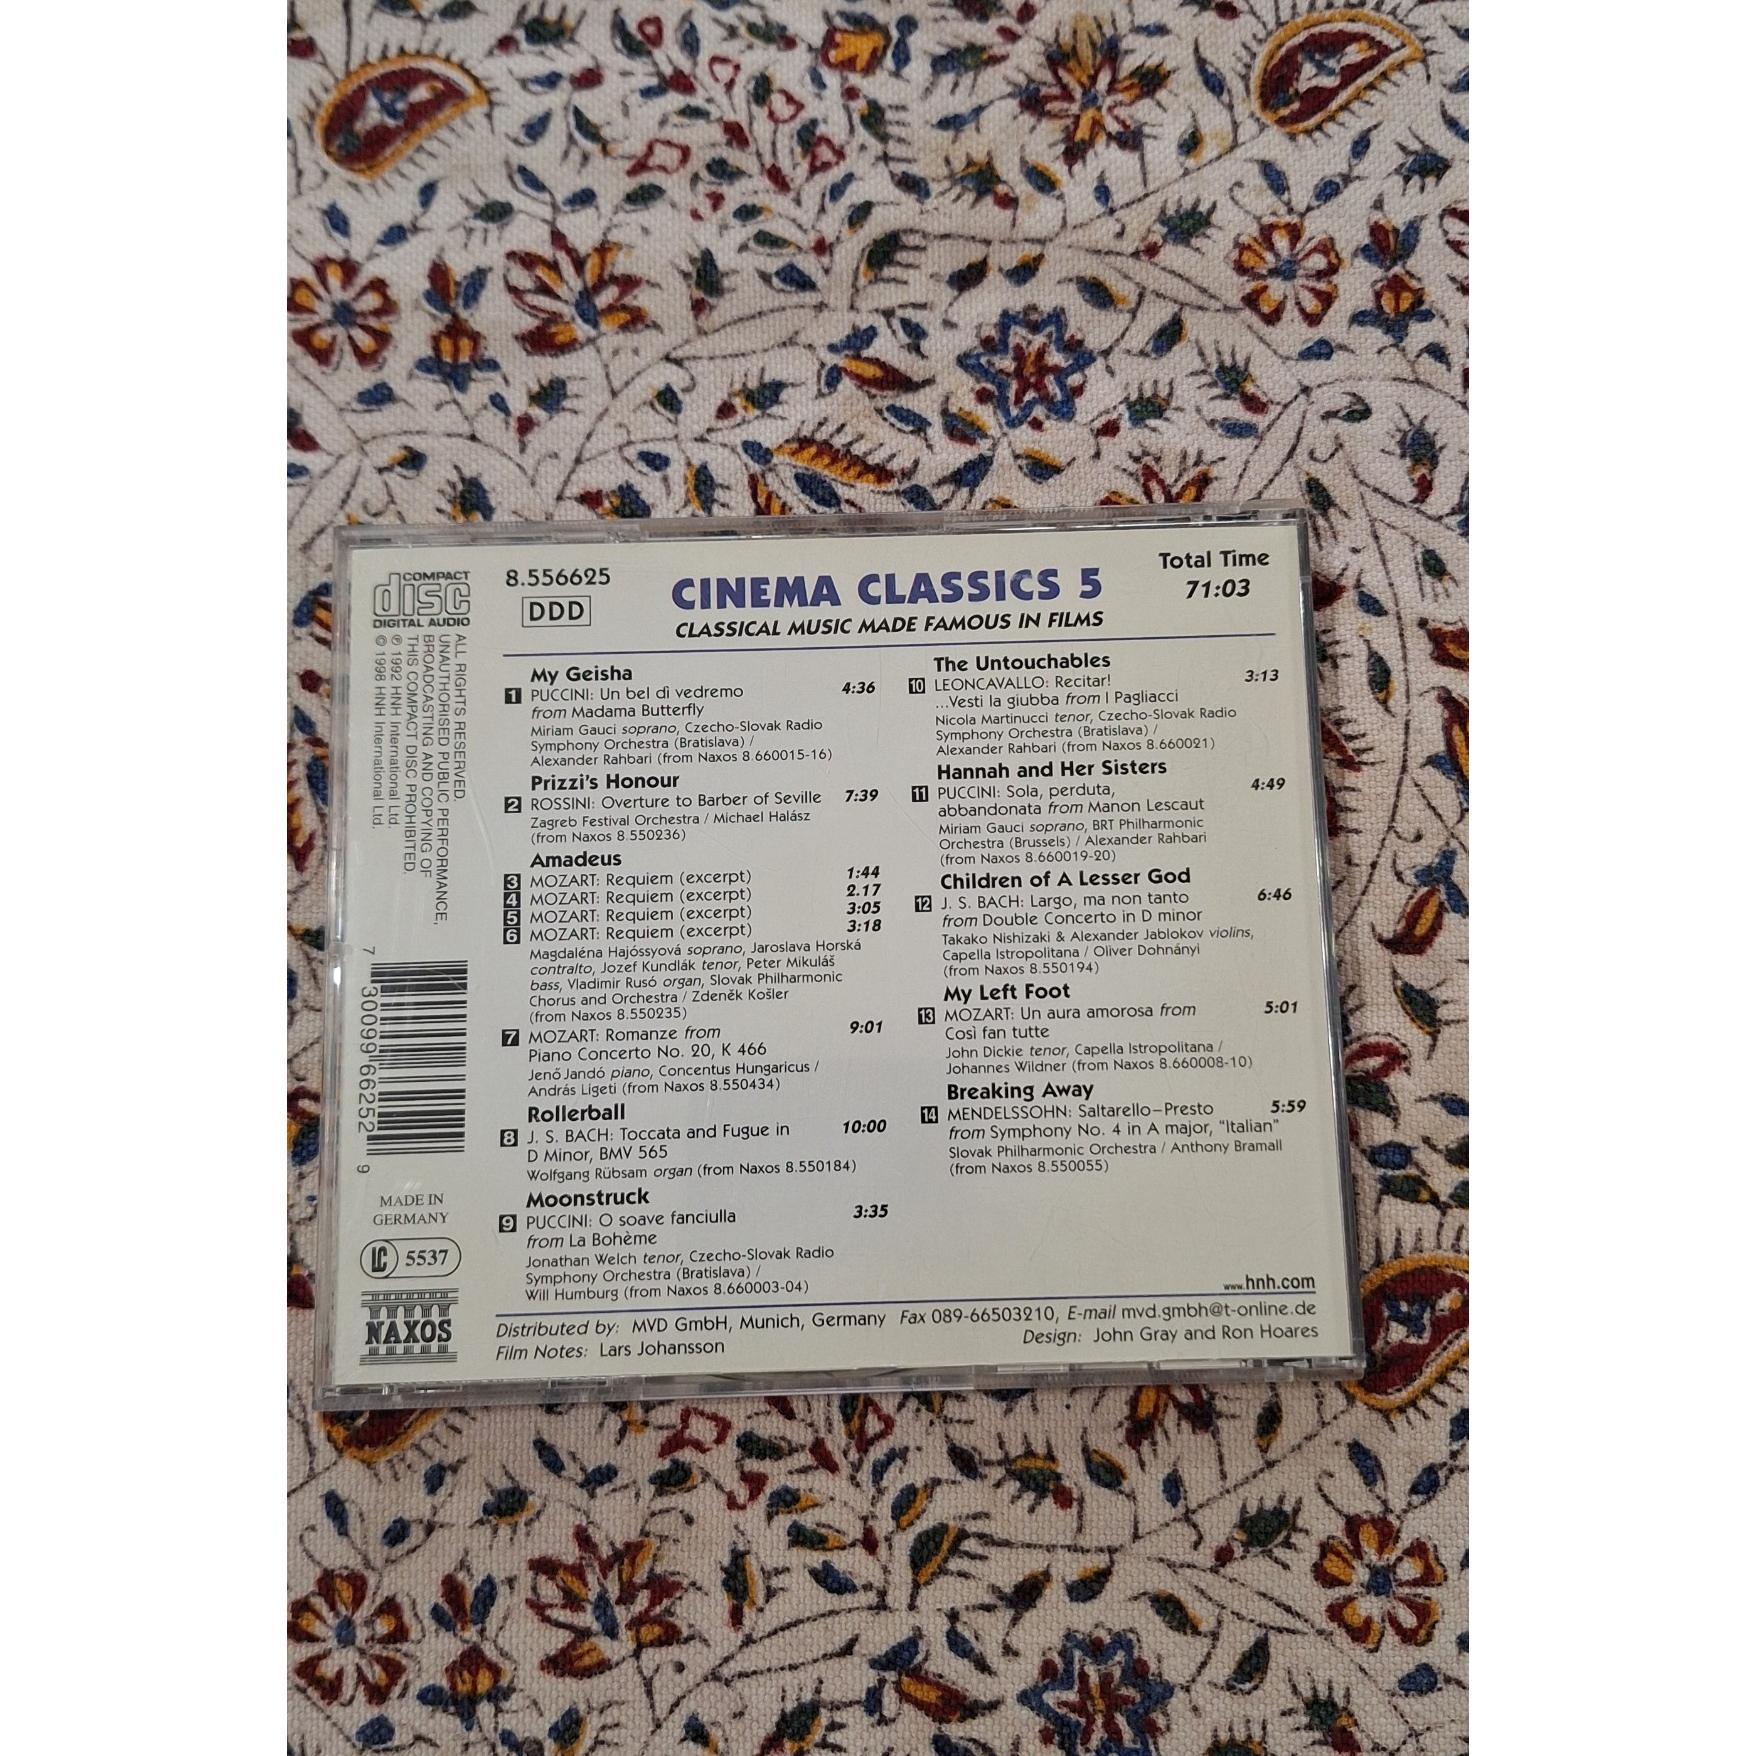 COMPACT
disc
DIGITAL AUDIO
ALL RIGHTS RESERVED.
UNAUTHORISED PUBLIC PERFORMANCE,
BROADCASTING AND COPYING OF
THIS COMPACT DISC PROHIBITED.
℗ 1992 HNH International Ltd.
© 1998 HNH International Ltd.
7 30099 66252 9
MADE IN
GERMANY
LC 5537
NAXOS
8.556625
DDD
CINEMA CLASSICS 5
CLASSICAL MUSIC MADE FAMOUS IN FILMS
Total Time
71:03
My Geisha
1 PUCCINI: Un bel dì vedremo 4:36
from Madama Butterfly
Miriam Gauci soprano, Czecho-Slovak Radio
Symphony Orchestra (Bratislava) /
Alexander Rahbari (from Naxos 8.660015-16)
Prizzi's Honour
2 ROSSINI: Overture to Barber of Seville 7:39
Zagreb Festival Orchestra / Michael Halász
(from Naxos 8.550236)
Amadeus
3 MOZART: Requiem (excerpt) 1:44
4 MOZART: Requiem (excerpt) 2.17
5 MOZART: Requiem (excerpt) 3:05
6 MOZART: Requiem (excerpt) 3:18
Magdaléna Hajóssyová soprano, Jaroslava Horská
contralto, Jozef Kundlák tenor, Peter Mikuláš
bass, Vladimir Rusó organ, Slovak Philharmonic
Chorus and Orchestra / Zdeněk Košler
(from Naxos 8.550235)
7 MOZART: Romanze from 9:01
Piano Concerto No. 20, K 466
Jenő Jandó piano, Concentus Hungaricus /
András Ligeti (from Naxos 8.550434)
Rollerball
8 J. S. BACH: Toccata and Fugue in 10:00
D Minor, BMV 565
Wolfgang Rübsam organ (from Naxos 8.550184)
Moonstruck
9 PUCCINI: O soave fanciulla 3:35
from La Bohème
Jonathan Welch tenor, Czecho-Slovak Radio
Symphony Orchestra (Bratislava) /
Will Humburg (from Naxos 8.660003-04)
The Untouchables
10 LEONCAVALLO: Recitar! 3:13
...Vesti la giubba from I Pagliacci
Nicola Martinucci tenor, Czecho-Slovak Radio
Symphony Orchestra (Bratislava) /
Alexander Rahbari (from Naxos 8.660021)
Hannah and Her Sisters
11 PUCCINI: Sola, perduta, 4:49
abbandonata from Manon Lescaut
Miriam Gauci soprano, BRT Philharmonic
Orchestra (Brussels) / Alexander Rahbari
(from Naxos 8.660019-20)
Children of A Lesser God
12 J. S. BACH: Largo, ma non tanto 6:46
from Double Concerto in D minor
Takako Nishizaki & Alexander Jablokov violins,
Capella Istropolitana / Oliver Dohnányi
(from Naxos 8.550194)
My Left Foot
13 MOZART: Un aura amorosa from 5:01
Così fan tutte
John Dickie tenor, Capella Istropolitana /
Johannes Wildner (from Naxos 8.660008-10)
Breaking Away
14 MENDELSSOHN: Saltarello–Presto 5:59
from Symphony No. 4 in A major, "Italian"
Slovak Philharmonic Orchestra / Anthony Bramall
(from Naxos 8.550055)
www.hnh.com
Distributed by: MVD GmbH, Munich, Germany Fax 089-66503210, E-mail mvd.gmbh@t-online.de
Film Notes: Lars Johansson Design: John Gray and Ron Hoares